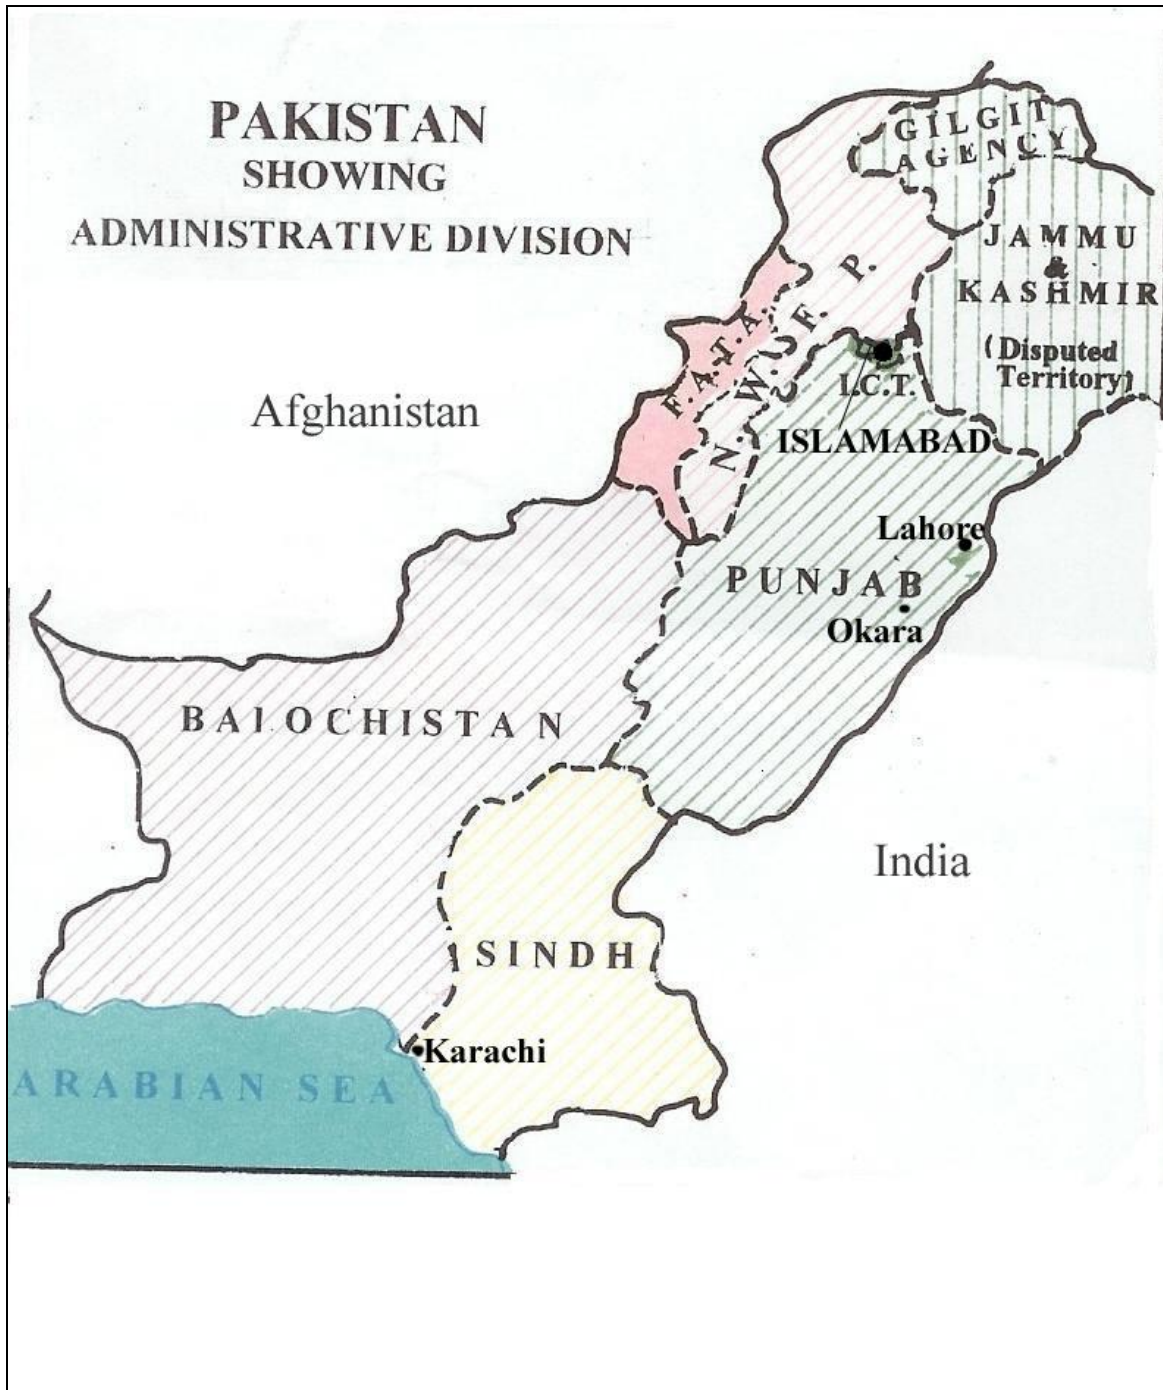 PAKISTAN
SHOWING
ADMINISTRATIVE DIVISION
GILGIT
AGENCY
JAMMU
&
KASHMIR
(Disputed
Territory)
N. W. F. P.
F. A. T. A.
I.C.T.
ISLAMABAD
Afghanistan
Lahore
PUNJAB
Okara
BALOCHISTAN
India
SINDH
Karachi
ARABIAN SEA